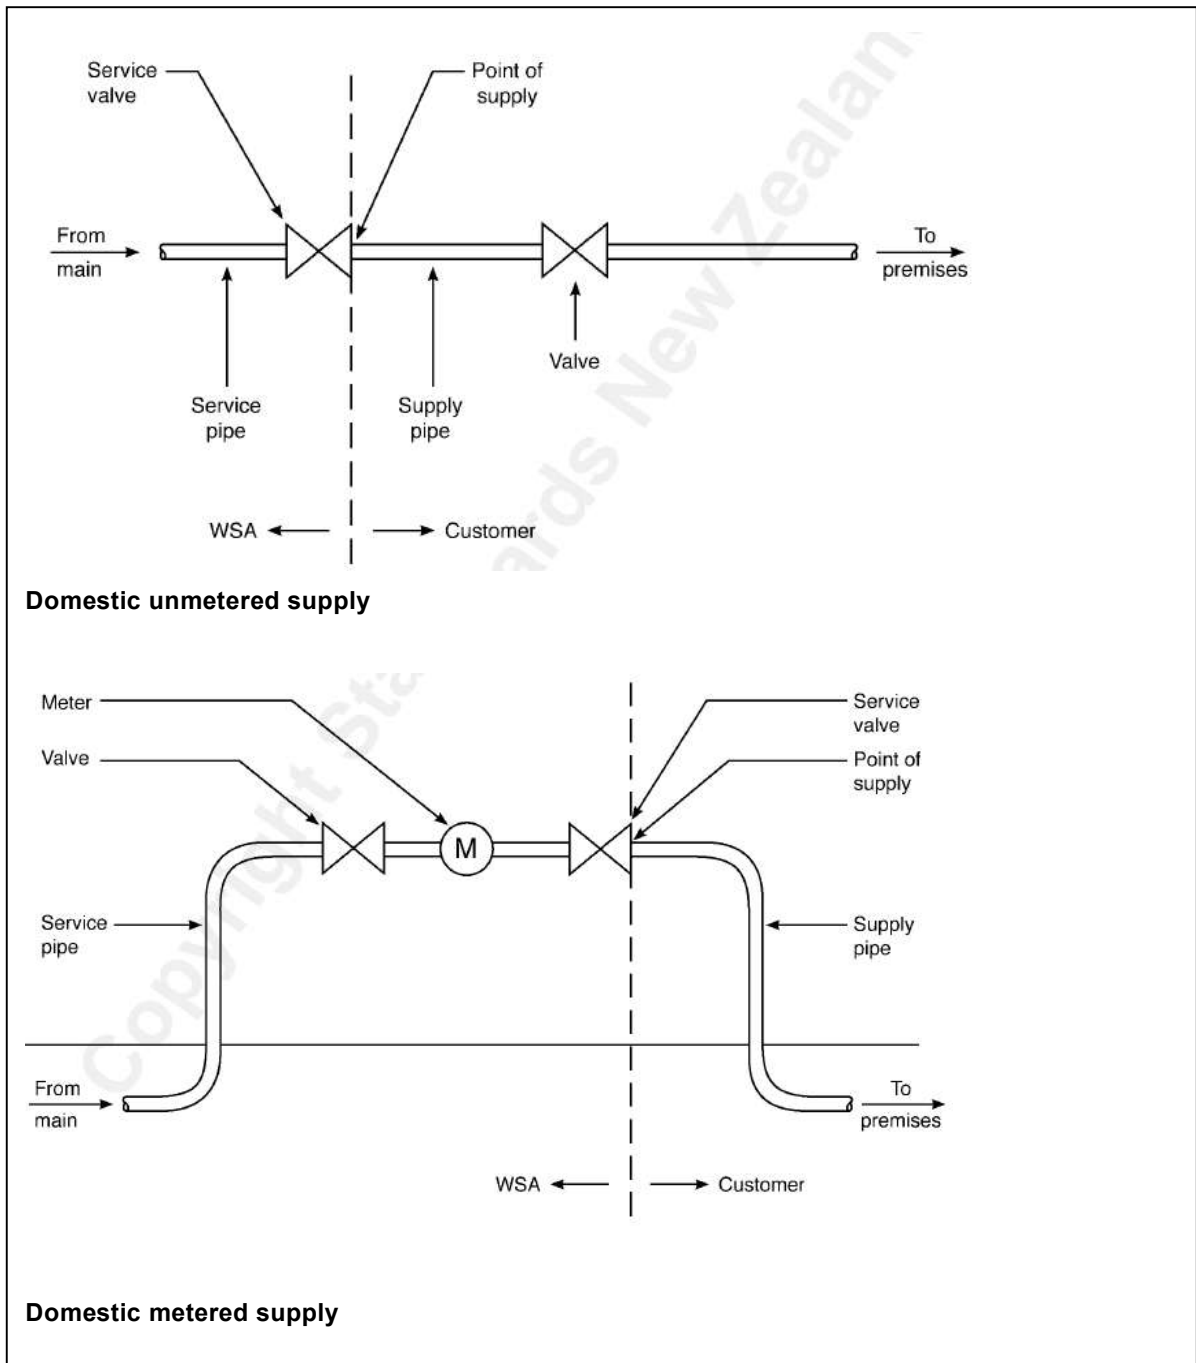 Service
valve
Point of
supply
From
main
To
premises
Valve
Service
pipe
Supply
pipe
WSA
Customer
Domestic unmetered supply
Meter
Valve
Service
valve
Point of
supply
M
Service
pipe
Supply
pipe
From
main
To
premises
WSA
Customer
Domestic metered supply